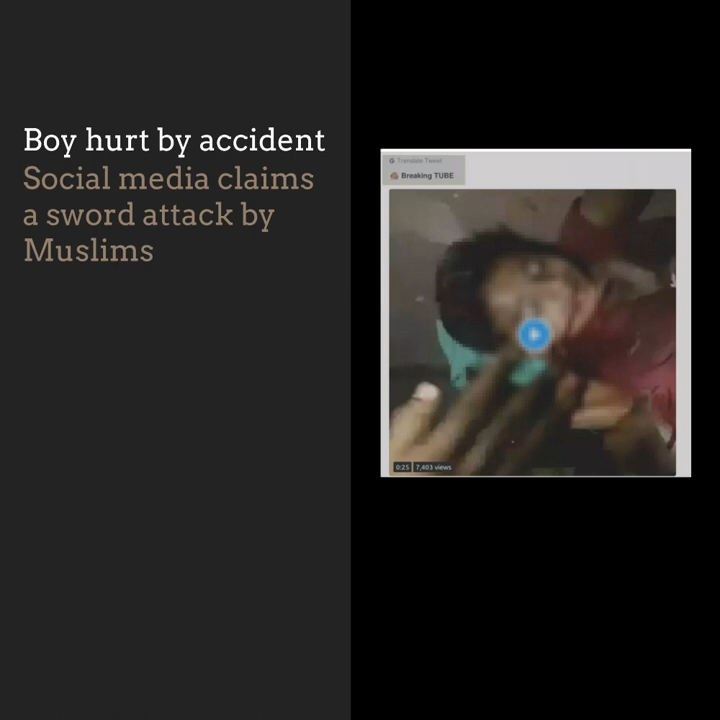 Boy hurt by accident
Social media claims
a sword attack by
Muslims
Translate Tweet
Breaking TUBE
0:25 7,403 views